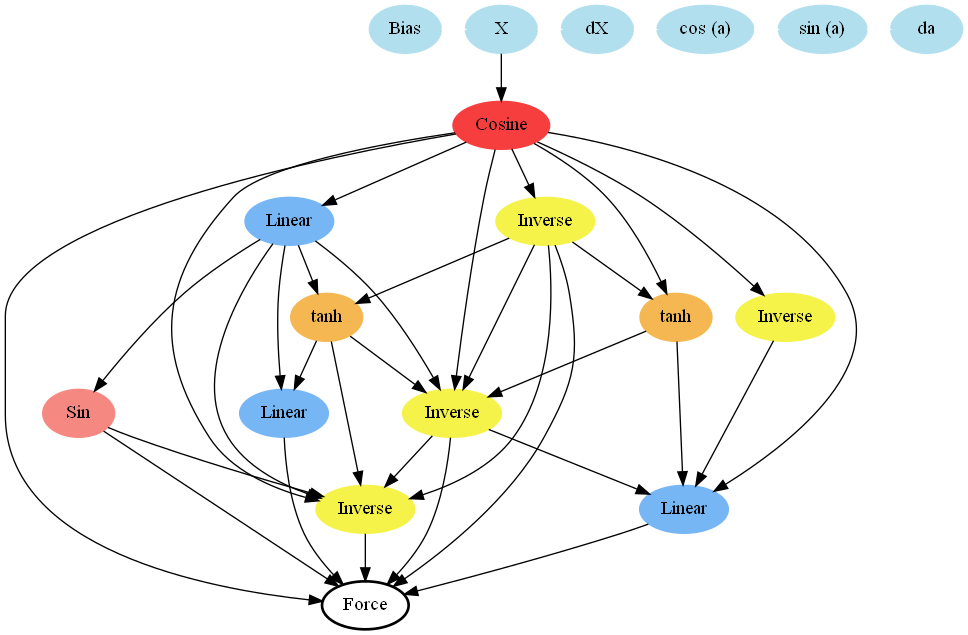 Bias
X
dX
cos (a)
sin (a)
da
Cosine
Linear
Inverse
tanh
tanh
Inverse
Sin
Linear
Inverse
Inverse
Linear
Force